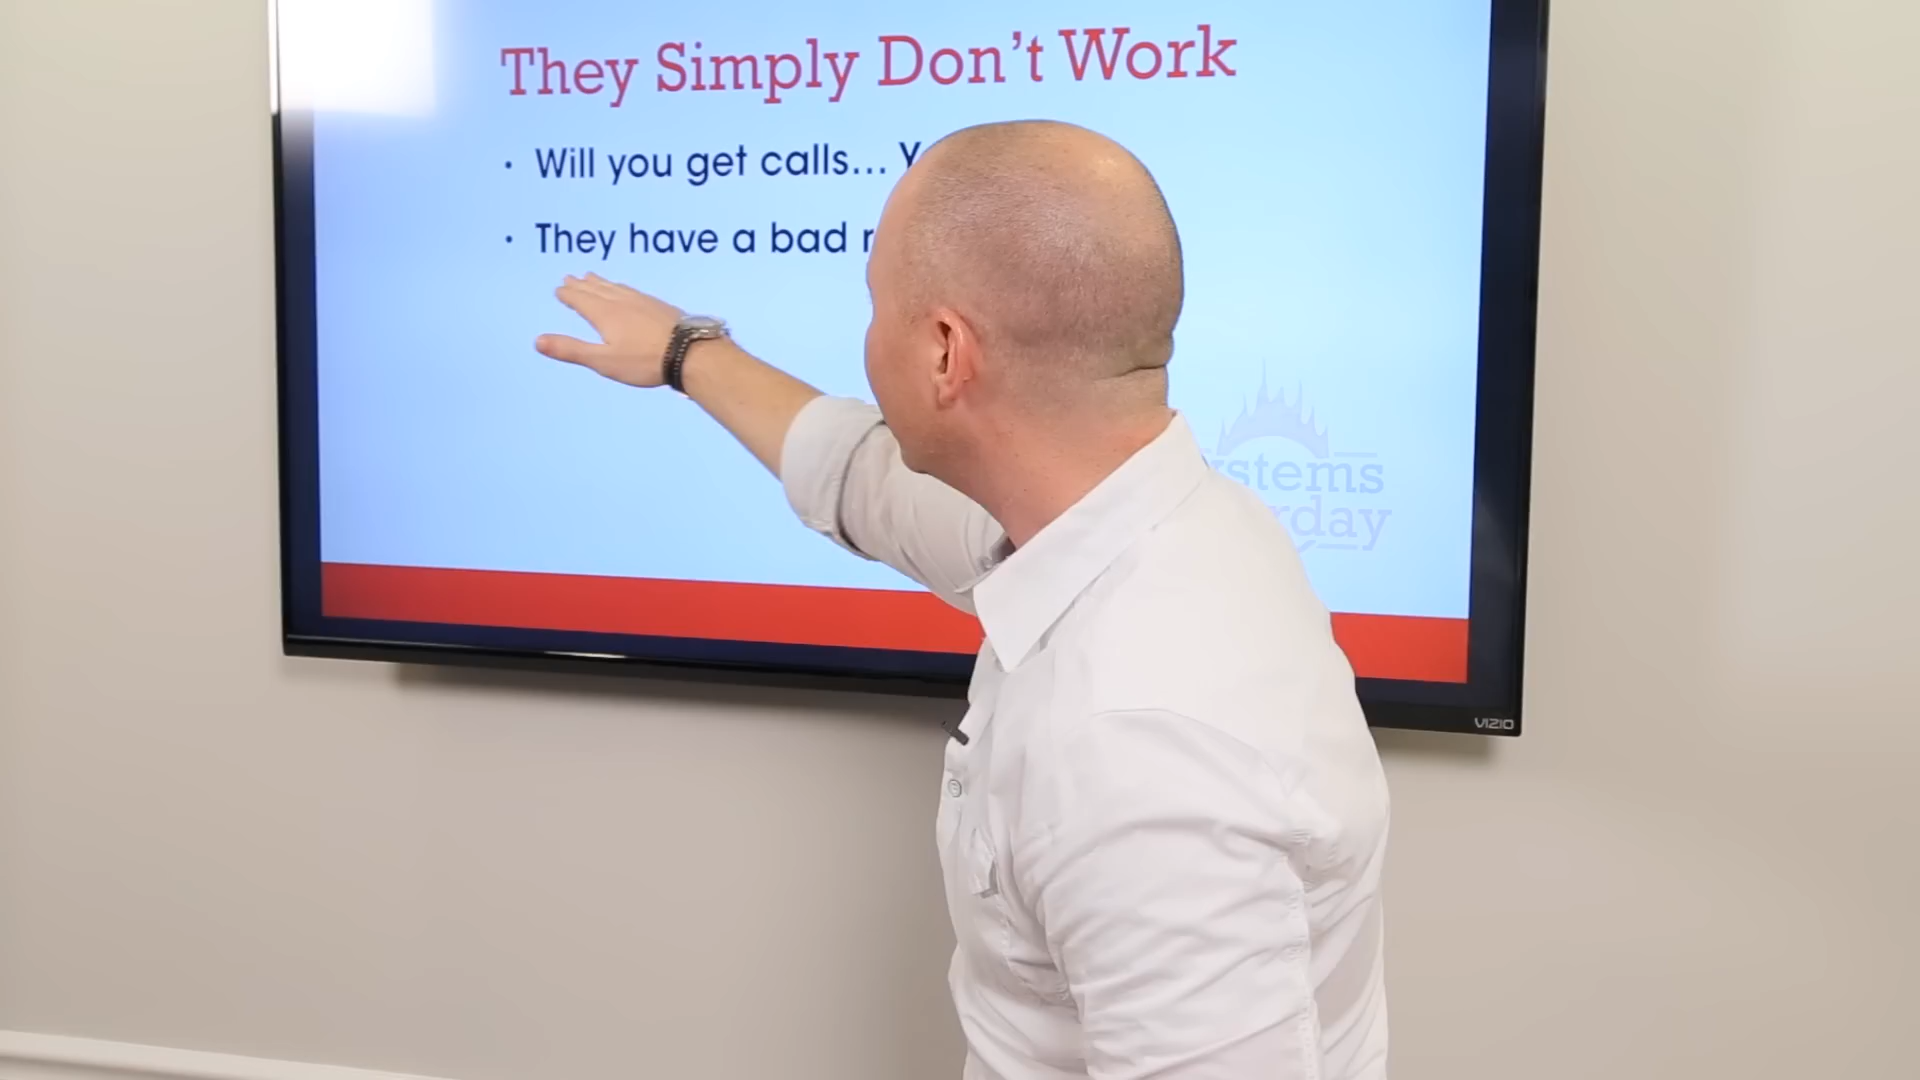 They Simply Don't Work
• Will you get calls...
• They have a bad
VIZIO